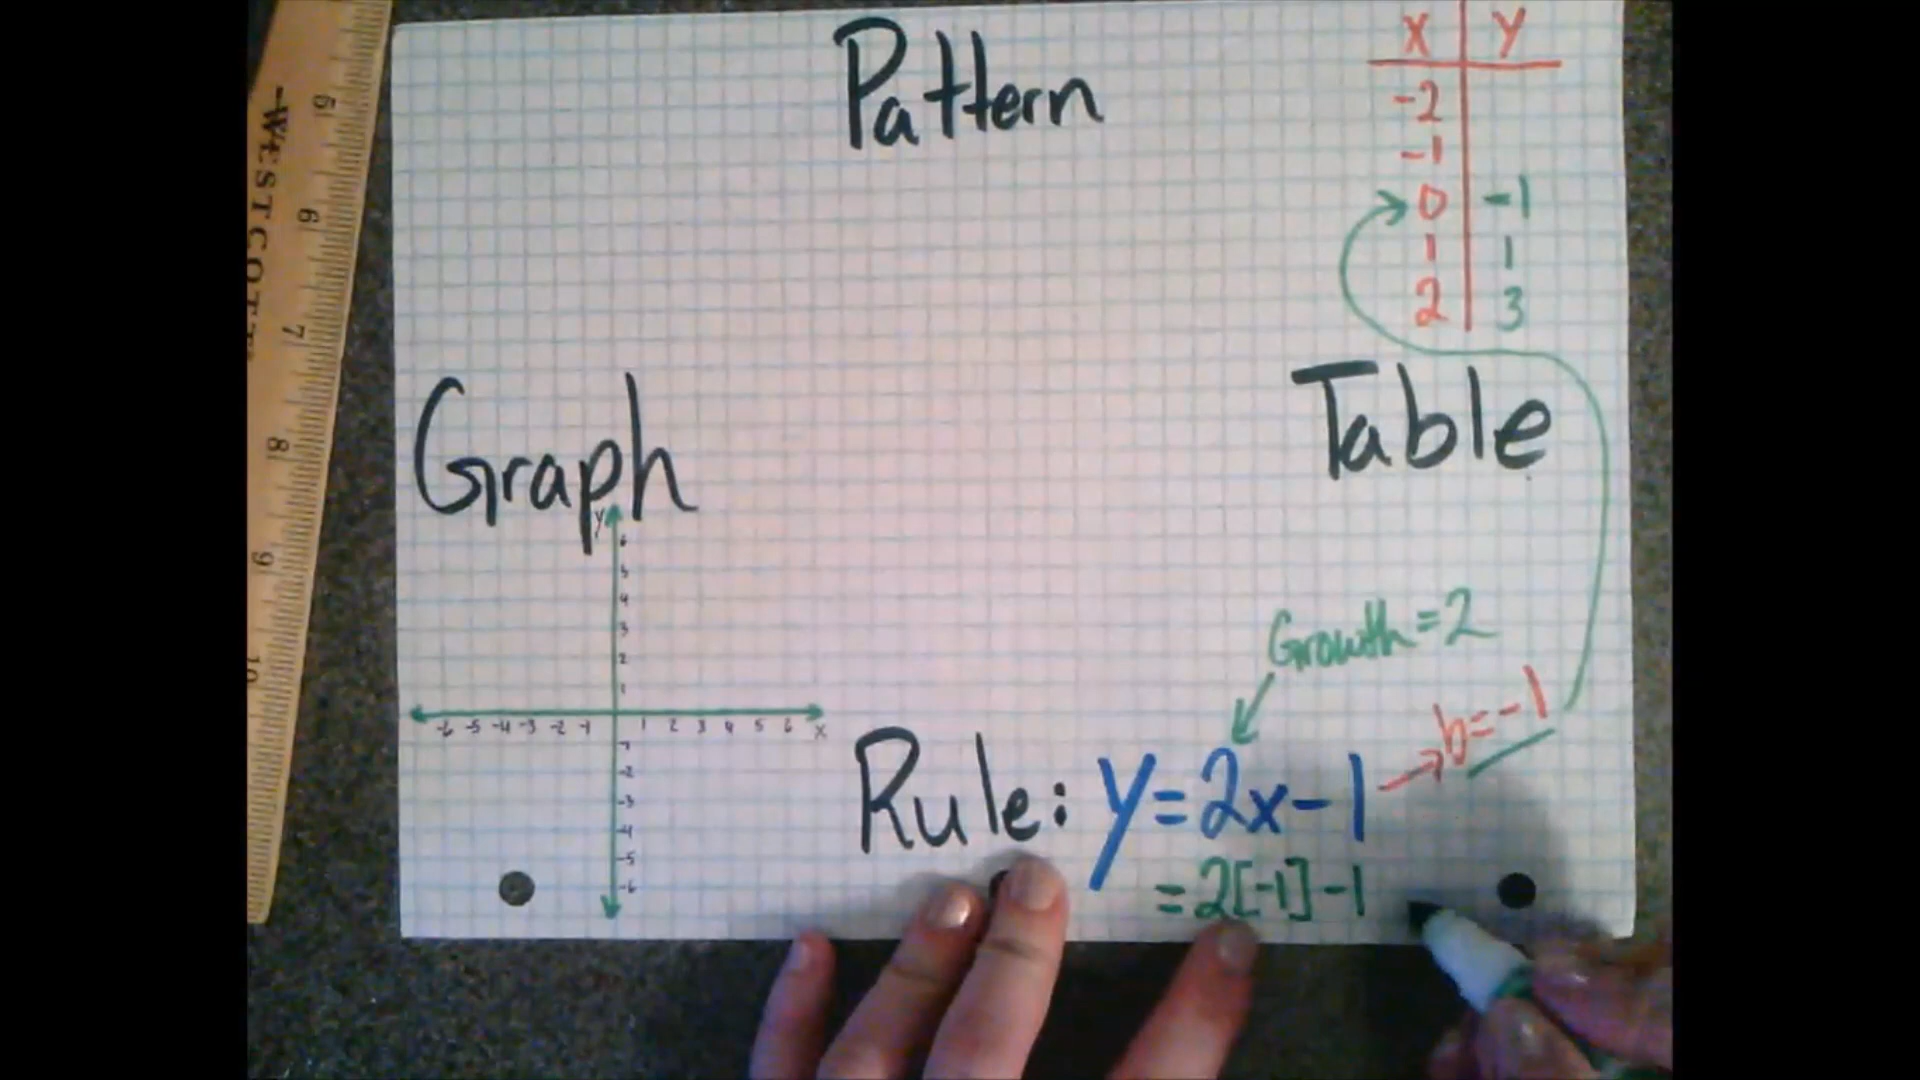 Pattern
x y
-2
-1
0 -1
1 1
2 3
Graph
Table
y
6
5
4
3
2
1
-6 -5 -4 -3 -2 -1 1 2 3 4 5 6 x
-1
-2
-3
-4
-5
-6
Growth = 2
b = -1
Rule: y = 2x - 1
= 2[-1] - 1
WESTCOTT
5
6
7
8
9
10